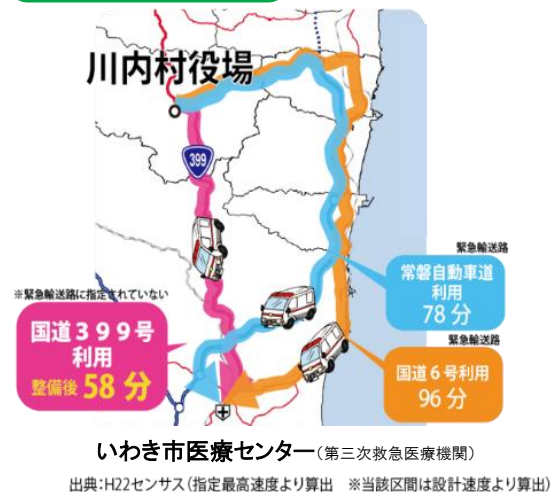 川内村役場
399
緊急輸送路
常磐自動車道
利用
78 分
※緊急輸送路に指定されていない
国道３９９号
利用
整備後 58 分
緊急輸送路
国道６号利用
96 分
いわき市医療センター（第三次救急医療機関）
出典：H22センサス（指定最高速度より算出　※当該区間は設計速度より算出）